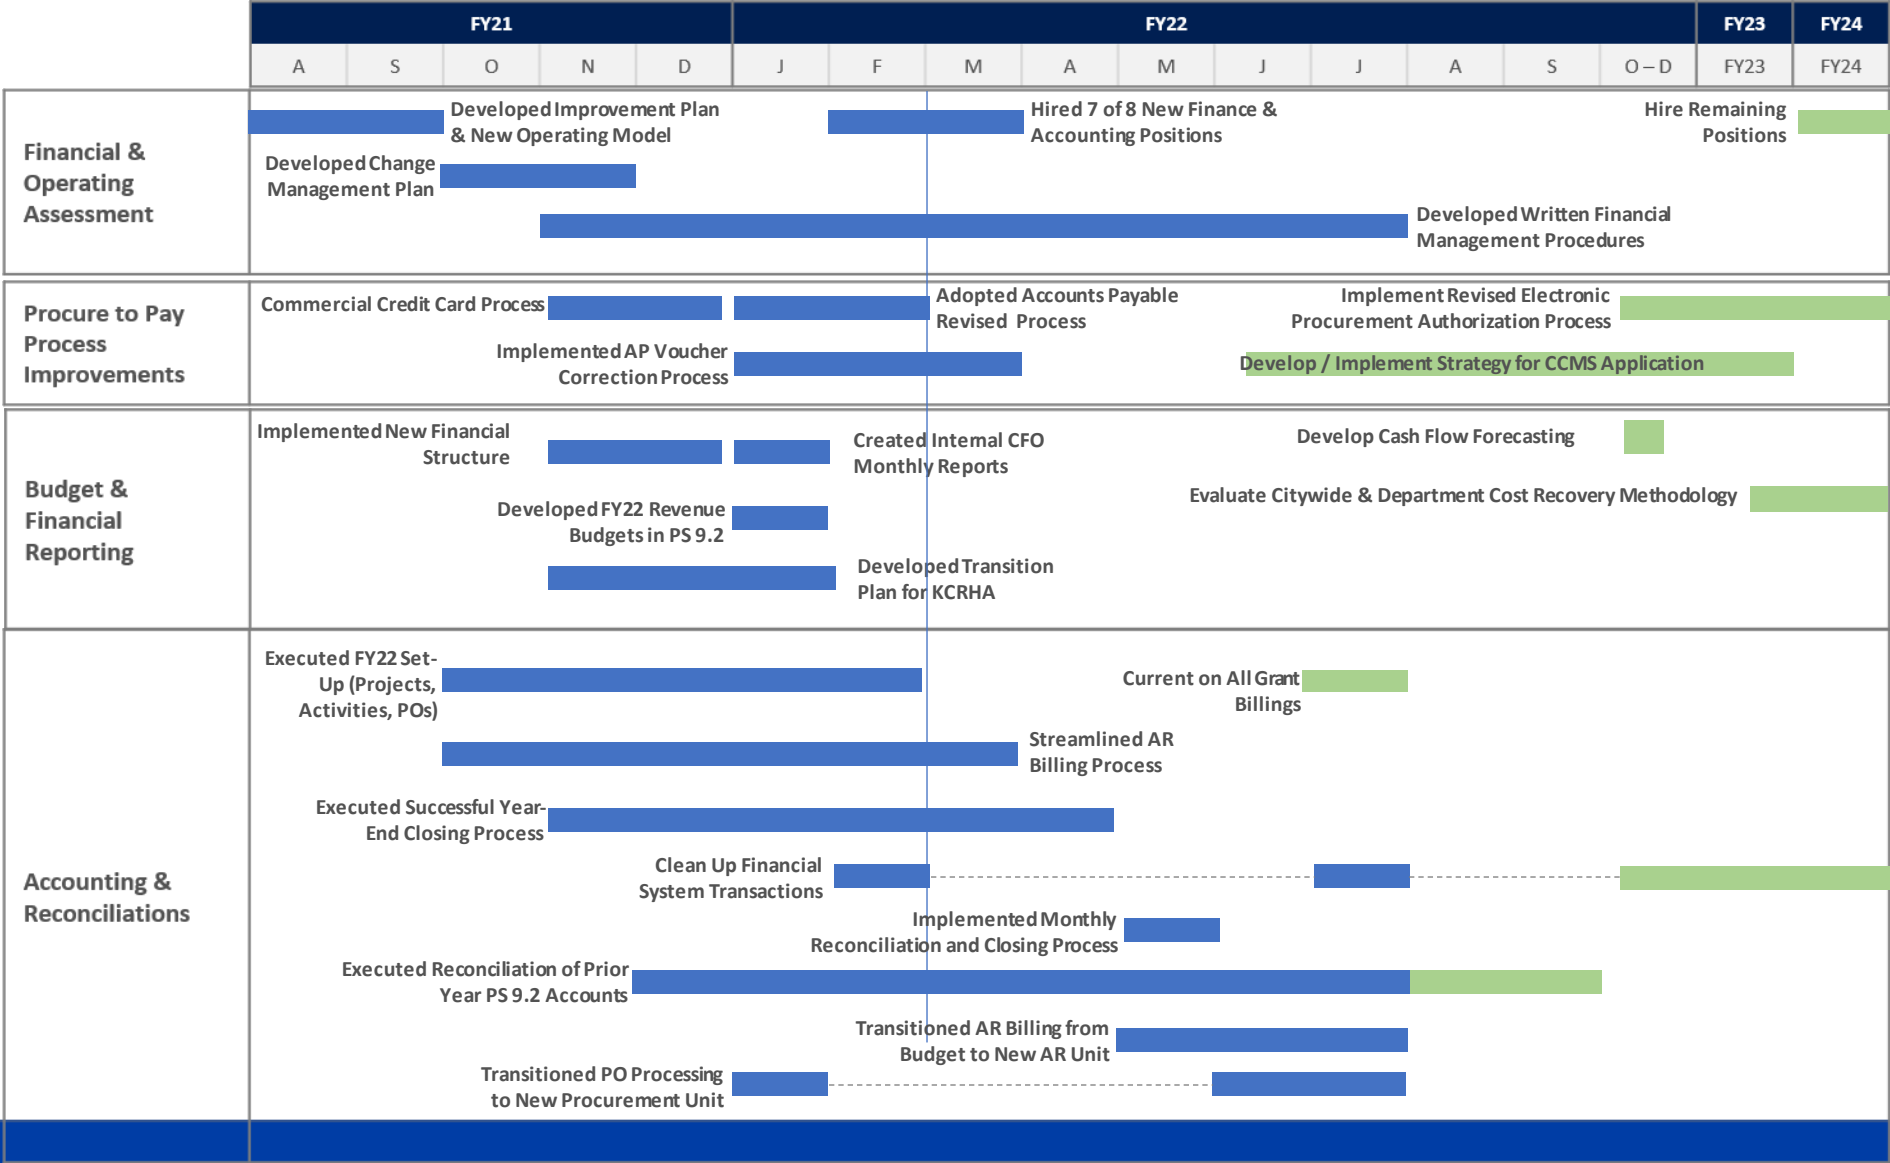 FY21 FY22 FY23 FY24
A S O N D J F M A M J J A S O – D FY23 FY24
Financial &
Operating
Assessment
Developed Improvement Plan
& New Operating Model
Hired 7 of 8 New Finance &
Accounting Positions
Hire Remaining
Positions
Developed Change
Management Plan
Developed Written Financial
Management Procedures
Procure to Pay
Process
Improvements
Commercial Credit Card Process
Adopted Accounts Payable
Revised Process
Implement Revised Electronic
Procurement Authorization Process
Implemented AP Voucher
Correction Process
Develop / Implement Strategy for CCMS Application
Budget &
Financial
Reporting
Implemented New Financial
Structure
Created Internal CFO
Monthly Reports
Develop Cash Flow Forecasting
Evaluate Citywide & Department Cost Recovery Methodology
Developed FY22 Revenue
Budgets in PS 9.2
Developed Transition
Plan for KCRHA
Accounting &
Reconciliations
Executed FY22 Set-
Up (Projects,
Activities, POs)
Current on All Grant
Billings
Streamlined AR
Billing Process
Executed Successful Year-
End Closing Process
Clean Up Financial
System Transactions
Implemented Monthly
Reconciliation and Closing Process
Executed Reconciliation of Prior
Year PS 9.2 Accounts
Transitioned AR Billing from
Budget to New AR Unit
Transitioned PO Processing
to New Procurement Unit